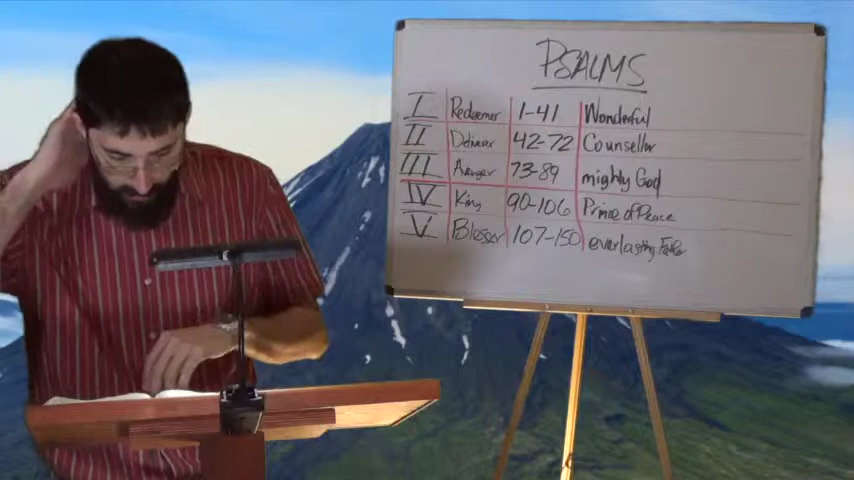 PSALMS
I Redeemer 1-41 Wonderful
II Deliverer 42-72 Counsellor
III Avenger 73-89 mighty God
IV King 90-106 Prince of Peace
V Blesser 107-150 everlasting Father